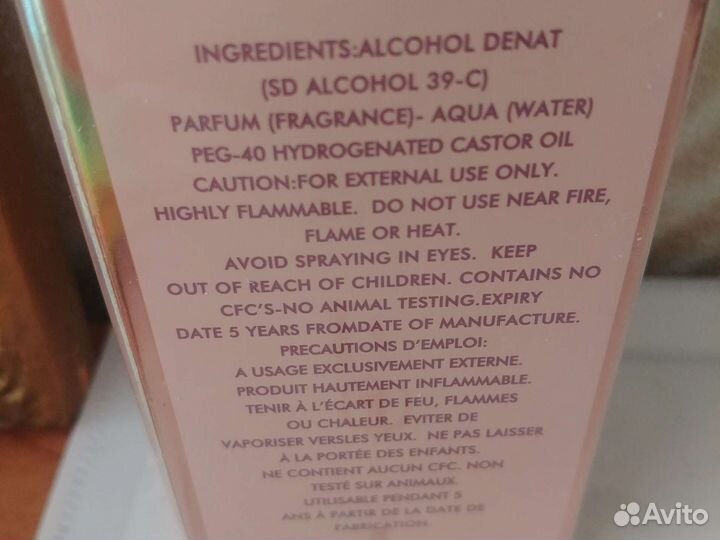 INGREDIENTS:ALCOHOL DENAT
(SD ALCOHOL 39-C)
PARFUM (FRAGRANCE)- AQUA (WATER)
PEG-40 HYDROGENATED CASTOR OIL
CAUTION:FOR EXTERNAL USE ONLY.
HIGHLY FLAMMABLE. DO NOT USE NEAR FIRE,
FLAME OR HEAT.
AVOID SPRAYING IN EYES. KEEP
OUT OF REACH OF CHILDREN. CONTAINS NO
CFC'S-NO ANIMAL TESTING.EXPIRY
DATE 5 YEARS FROMDATE OF MANUFACTURE.
PRECAUTIONS D'EMPLOI:
A USAGE EXCLUSIVEMENT EXTERNE.
PRODUIT HAUTEMENT INFLAMMABLE.
TENIR À L'ÉCART DE FEU, FLAMMES
OU CHALEUR. EVITER DE
VAPORISER VERSLES YEUX. NE PAS LAISSER
À LA PORTÉE DES ENFANTS.
NE CONTIENT AUCUN CFC. NON
TESTÉ SUR ANIMAUX.
UTILISABLE PENDANT 5
ANS À PARTIR DE LA DATE DE
FABRICATION
Avito